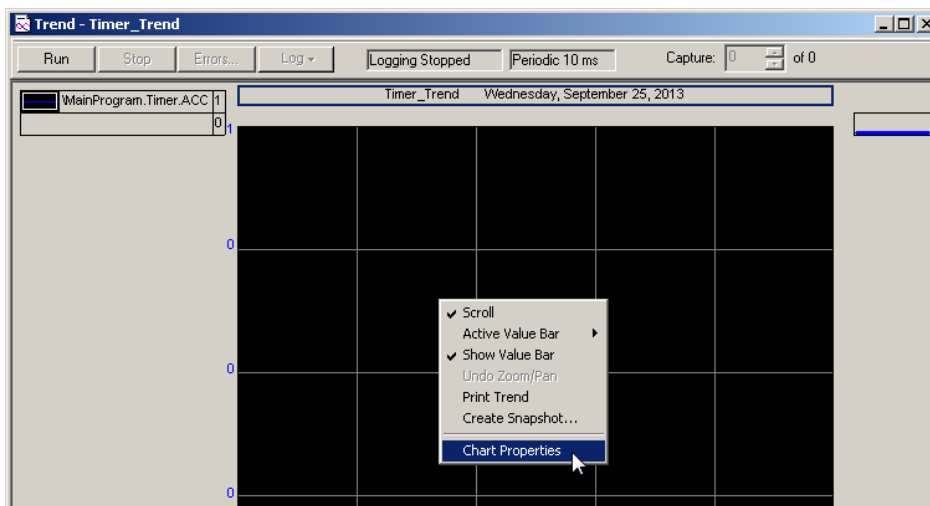 Trend - Timer_Trend
Run Stop Errors... Log Logging Stopped Periodic 10 ms Capture: 0 of 0
\MainProgram.Timer.ACC 1
0
Timer_Trend Wednesday, September 25, 2013
1
0
0
0
Scroll
Active Value Bar
Show Value Bar
Undo Zoom/Pan
Print Trend
Create Snapshot...
Chart Properties